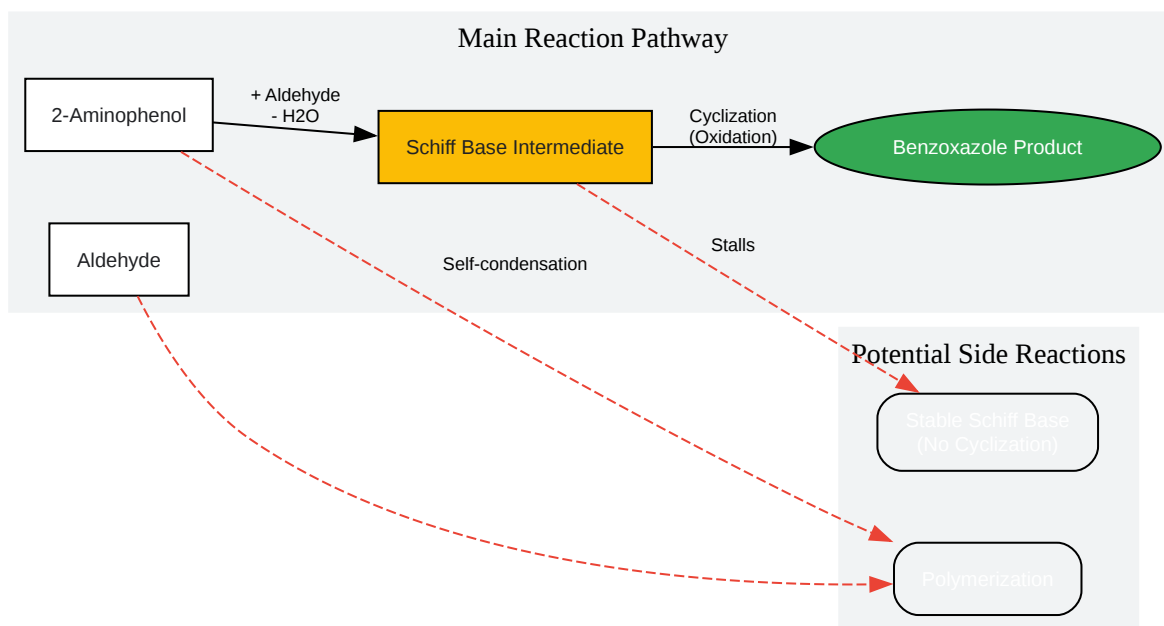 Main Reaction Pathway
2-Aminophenol
+ Aldehyde
- H2O
Schiff Base Intermediate
Cyclization
(Oxidation)
Benzoxazole Product
Aldehyde
Self-condensation
Stalls
Potential Side Reactions
Stable Schiff Base
(No Cyclization)
Polymerization